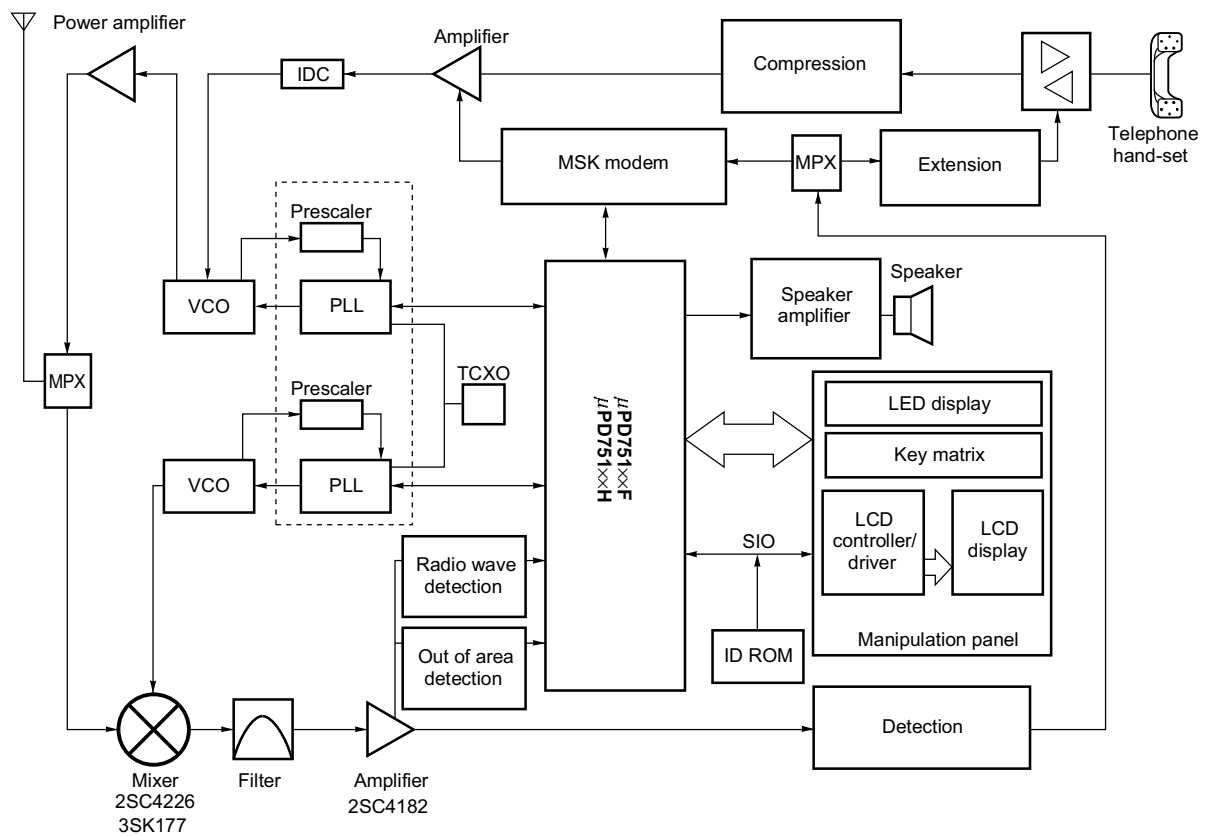 Power amplifier
Amplifier
IDC
Compression
Telephone
hand-set
MSK modem
MPX
Extension
Prescaler
VCO
PLL
Speaker
amplifier
Speaker
MPX
TCXO
Prescaler
VCO
PLL
μPD751××F
μPD751××H
LED display
Key matrix
LCD
controller/
driver
LCD
display
SIO
Manipulation panel
ID ROM
Radio wave
detection
Out of area
detection
Detection
Mixer
2SC4226
3SK177
Filter
Amplifier
2SC4182